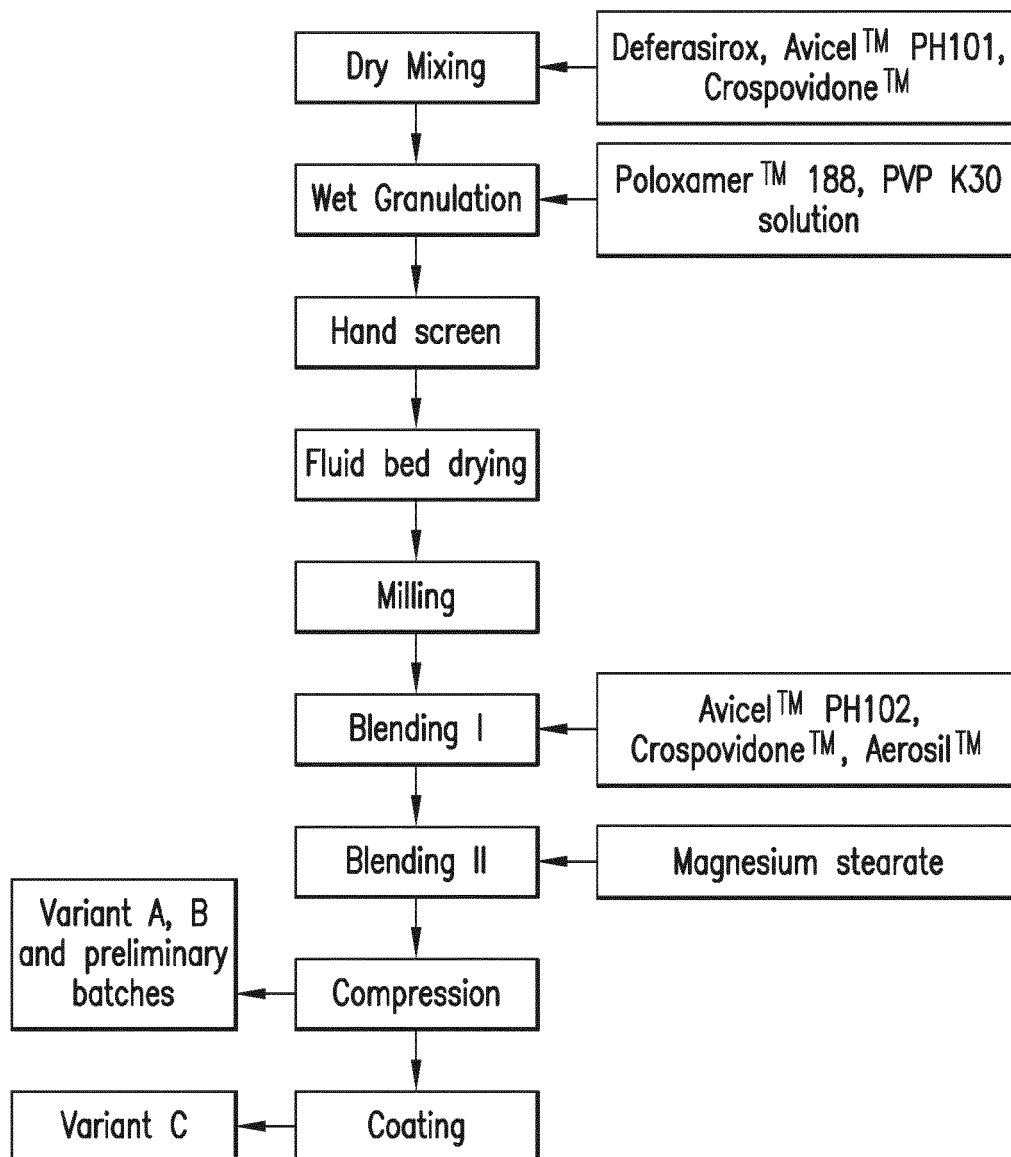 Dry Mixing
Deferasirox, Avicel™ PH101,
Crospovidone™
Wet Granulation
Poloxamer™ 188, PVP K30
solution
Hand screen
Fluid bed drying
Milling
Blending I
Avicel™ PH102,
Crospovidone™, Aerosil™
Blending II
Magnesium stearate
Variant A, B
and preliminary
batches
Compression
Variant C
Coating